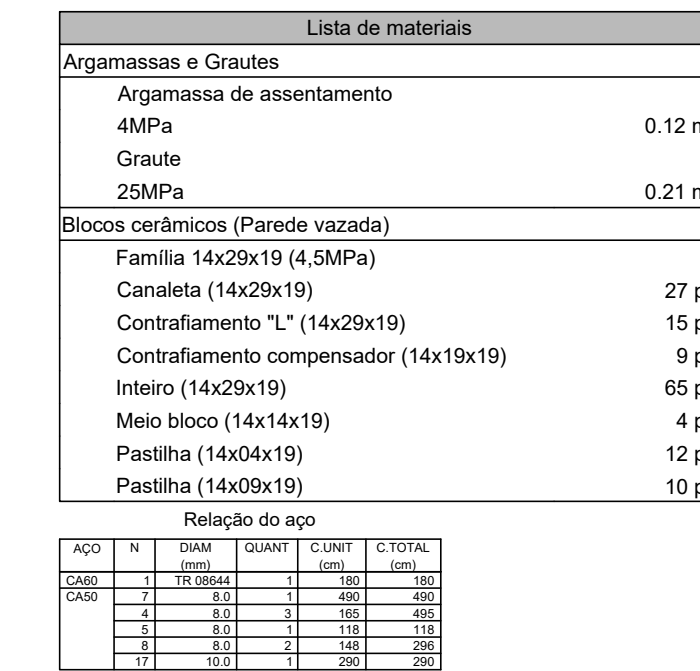 Lista de materiais
Argamassas e Grautes
Argamassa de assentamento
4MPa 0.12
Graute
25MPa 0.21
Blocos cerâmicos (Parede vazada)
Família 14x29x19 (4,5MPa)
Canaleta (14x29x19) 27 p
Contrafiamento "L" (14x29x19) 15 p
Contrafiamento compensador (14x19x19) 9 p
Inteiro (14x29x19) 65 p
Meio bloco (14x14x19) 4 p
Pastilha (14x04x19) 12 p
Pastilha (14x09x19) 10 p
Relação do aço
AÇO N DIAM QUANT C.UNIT C.TOTAL
(mm) (cm) (cm)
CA60 1 TR 08644 1 180 180
CA50 7 8.0 1 490 490
4 8.0 3 165 495
5 8.0 1 118 118
8 8.0 2 148 296
17 10.0 1 290 290